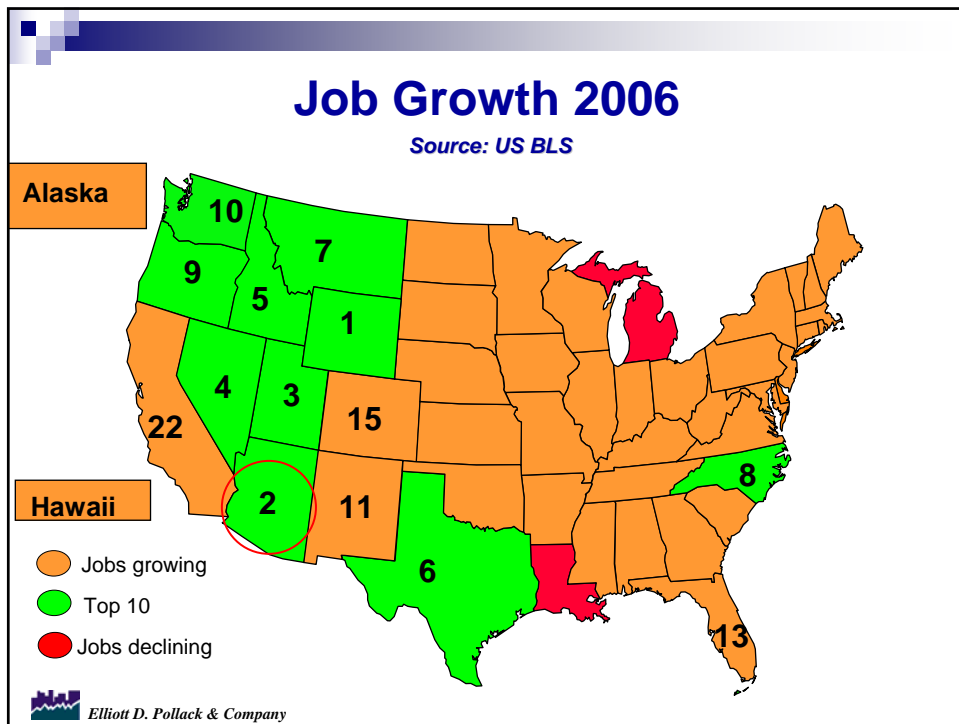 Job Growth 2006
Source: US BLS
Alaska
10
7
9
5
1
4
3
15
22
8
2
11
Hawaii
6
Jobs growing
Top 10
Jobs declining
13
Elliott D. Pollack & Company